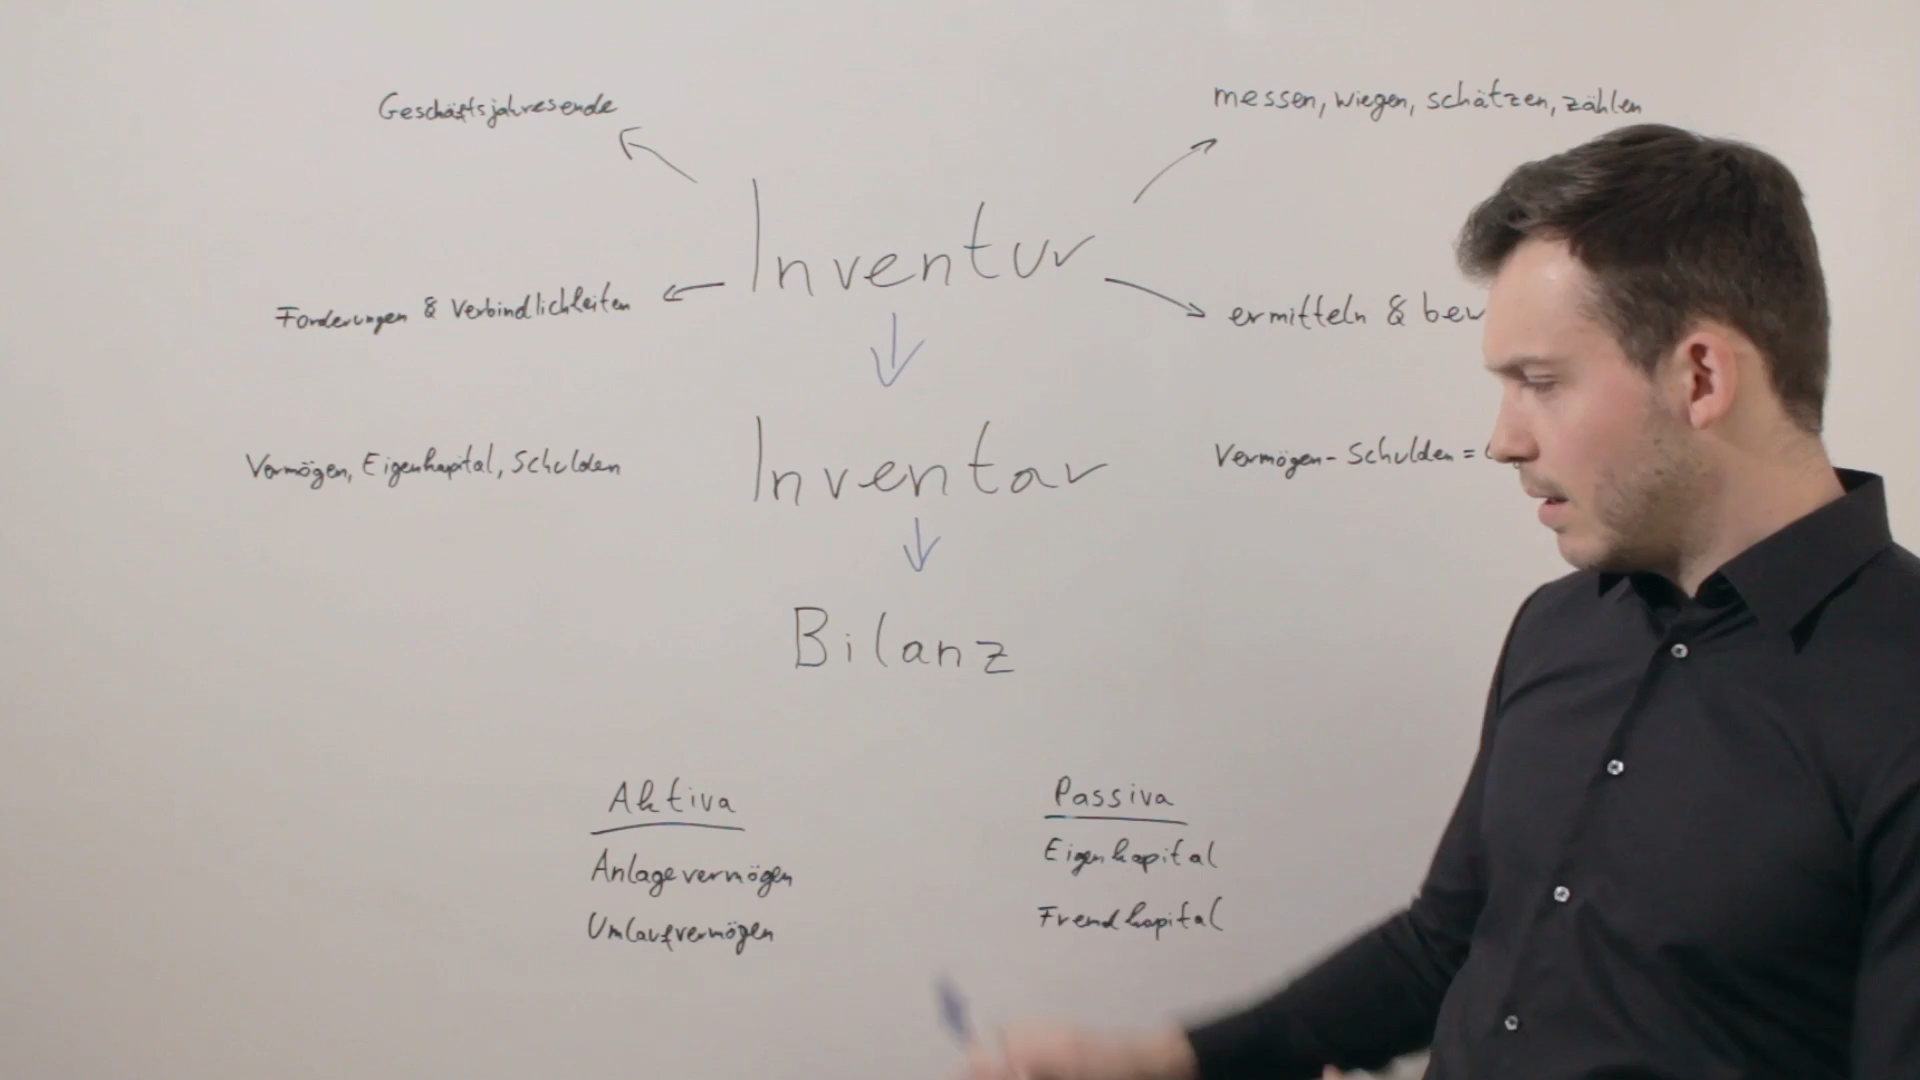 Geschäftsjahresende
messen, wiegen, schätzen, zählen
Inventur
Forderungen & Verbindlichkeiten
ermitteln &
Vermögen, Eigenkapital, Schulden
Inventar
Vermögen - Schulden =
Bilanz
Aktiva
Passiva
Anlagevermögen
Eigenkapital
Umlaufvermögen
Fremdkapital